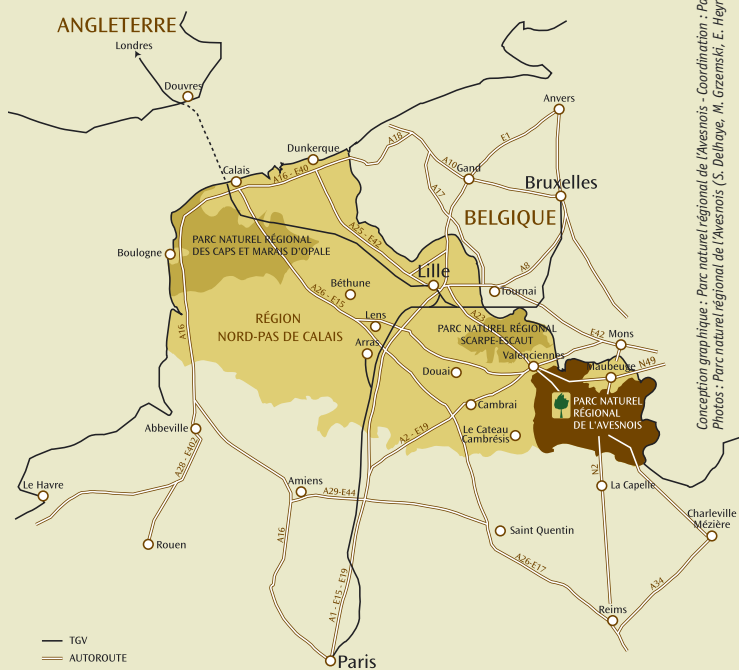 ANGLETERRE
Londres
Douvres
Anvers
E1
A18
Dunkerque
A10
Gand
Calais
A16 - E40
A17
Bruxelles
BELGIQUE
A25 - E42
PARC NATUREL RÉGIONAL
DES CAPS ET MARAIS D'OPALE
Boulogne
A8
Lille
Béthune
Tournai
A26 - E15
A23
Lens
RÉGION
NORD-PAS DE CALAIS
A16
PARC NATUREL RÉGIONAL
SCARPE-ESCAUT
E42
Mons
Arras
Valenciennes
N49
Douai
Maubeuge
PARC NATUREL
RÉGIONAL
DE L'AVESNOIS
Cambrai
Abbeville
A2 - E19
Le Cateau
Cambrésis
A28 - E402
N2
Le Havre
Amiens
A29-E44
La Capelle
Charleville
Mézière
A16
Saint Quentin
Rouen
A26-E17
A1 - E15 - E19
A34
Reims
TGV
AUTOROUTE
Paris
Conception graphique : Parc naturel régional de l'Avesnois - Coordination : Pa
Photos : Parc naturel régional de l'Avesnois ( S. Delhaye, M. Grzemski, E. Heyr